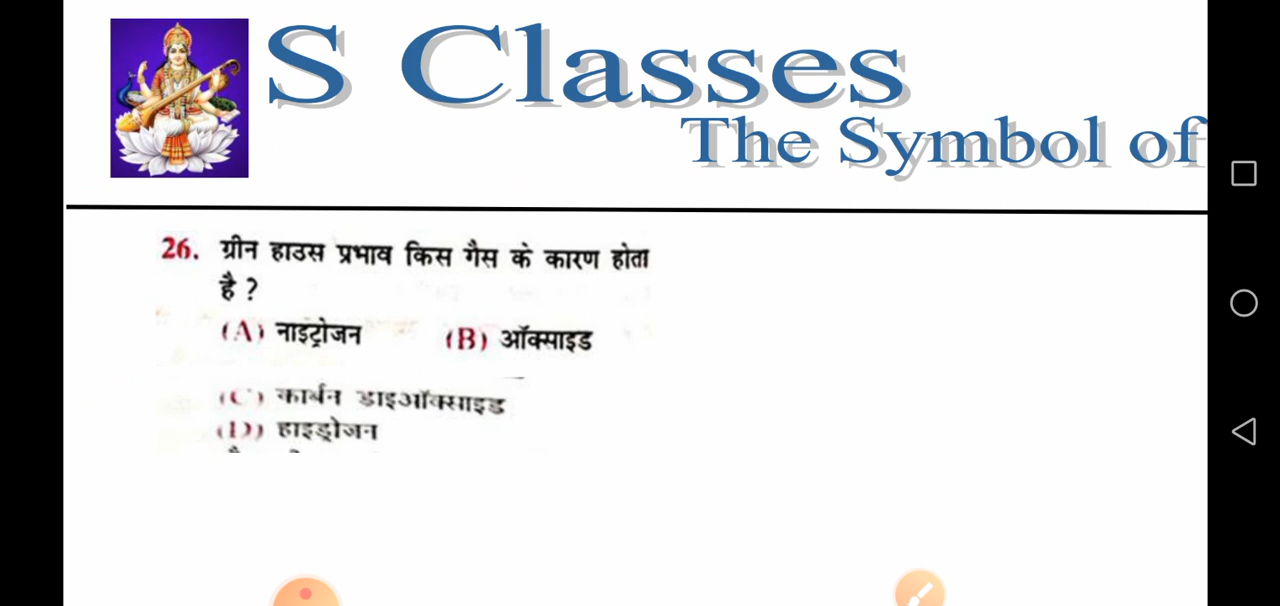 S Classes
The Symbol of
26. ग्रीन हाउस प्रभाव किस गैस के कारण होता
है ?
(A) नाइट्रोजन (B) ऑक्साइड
(C) कार्बन डाइऑक्साइड
(D) हाइड्रोजन